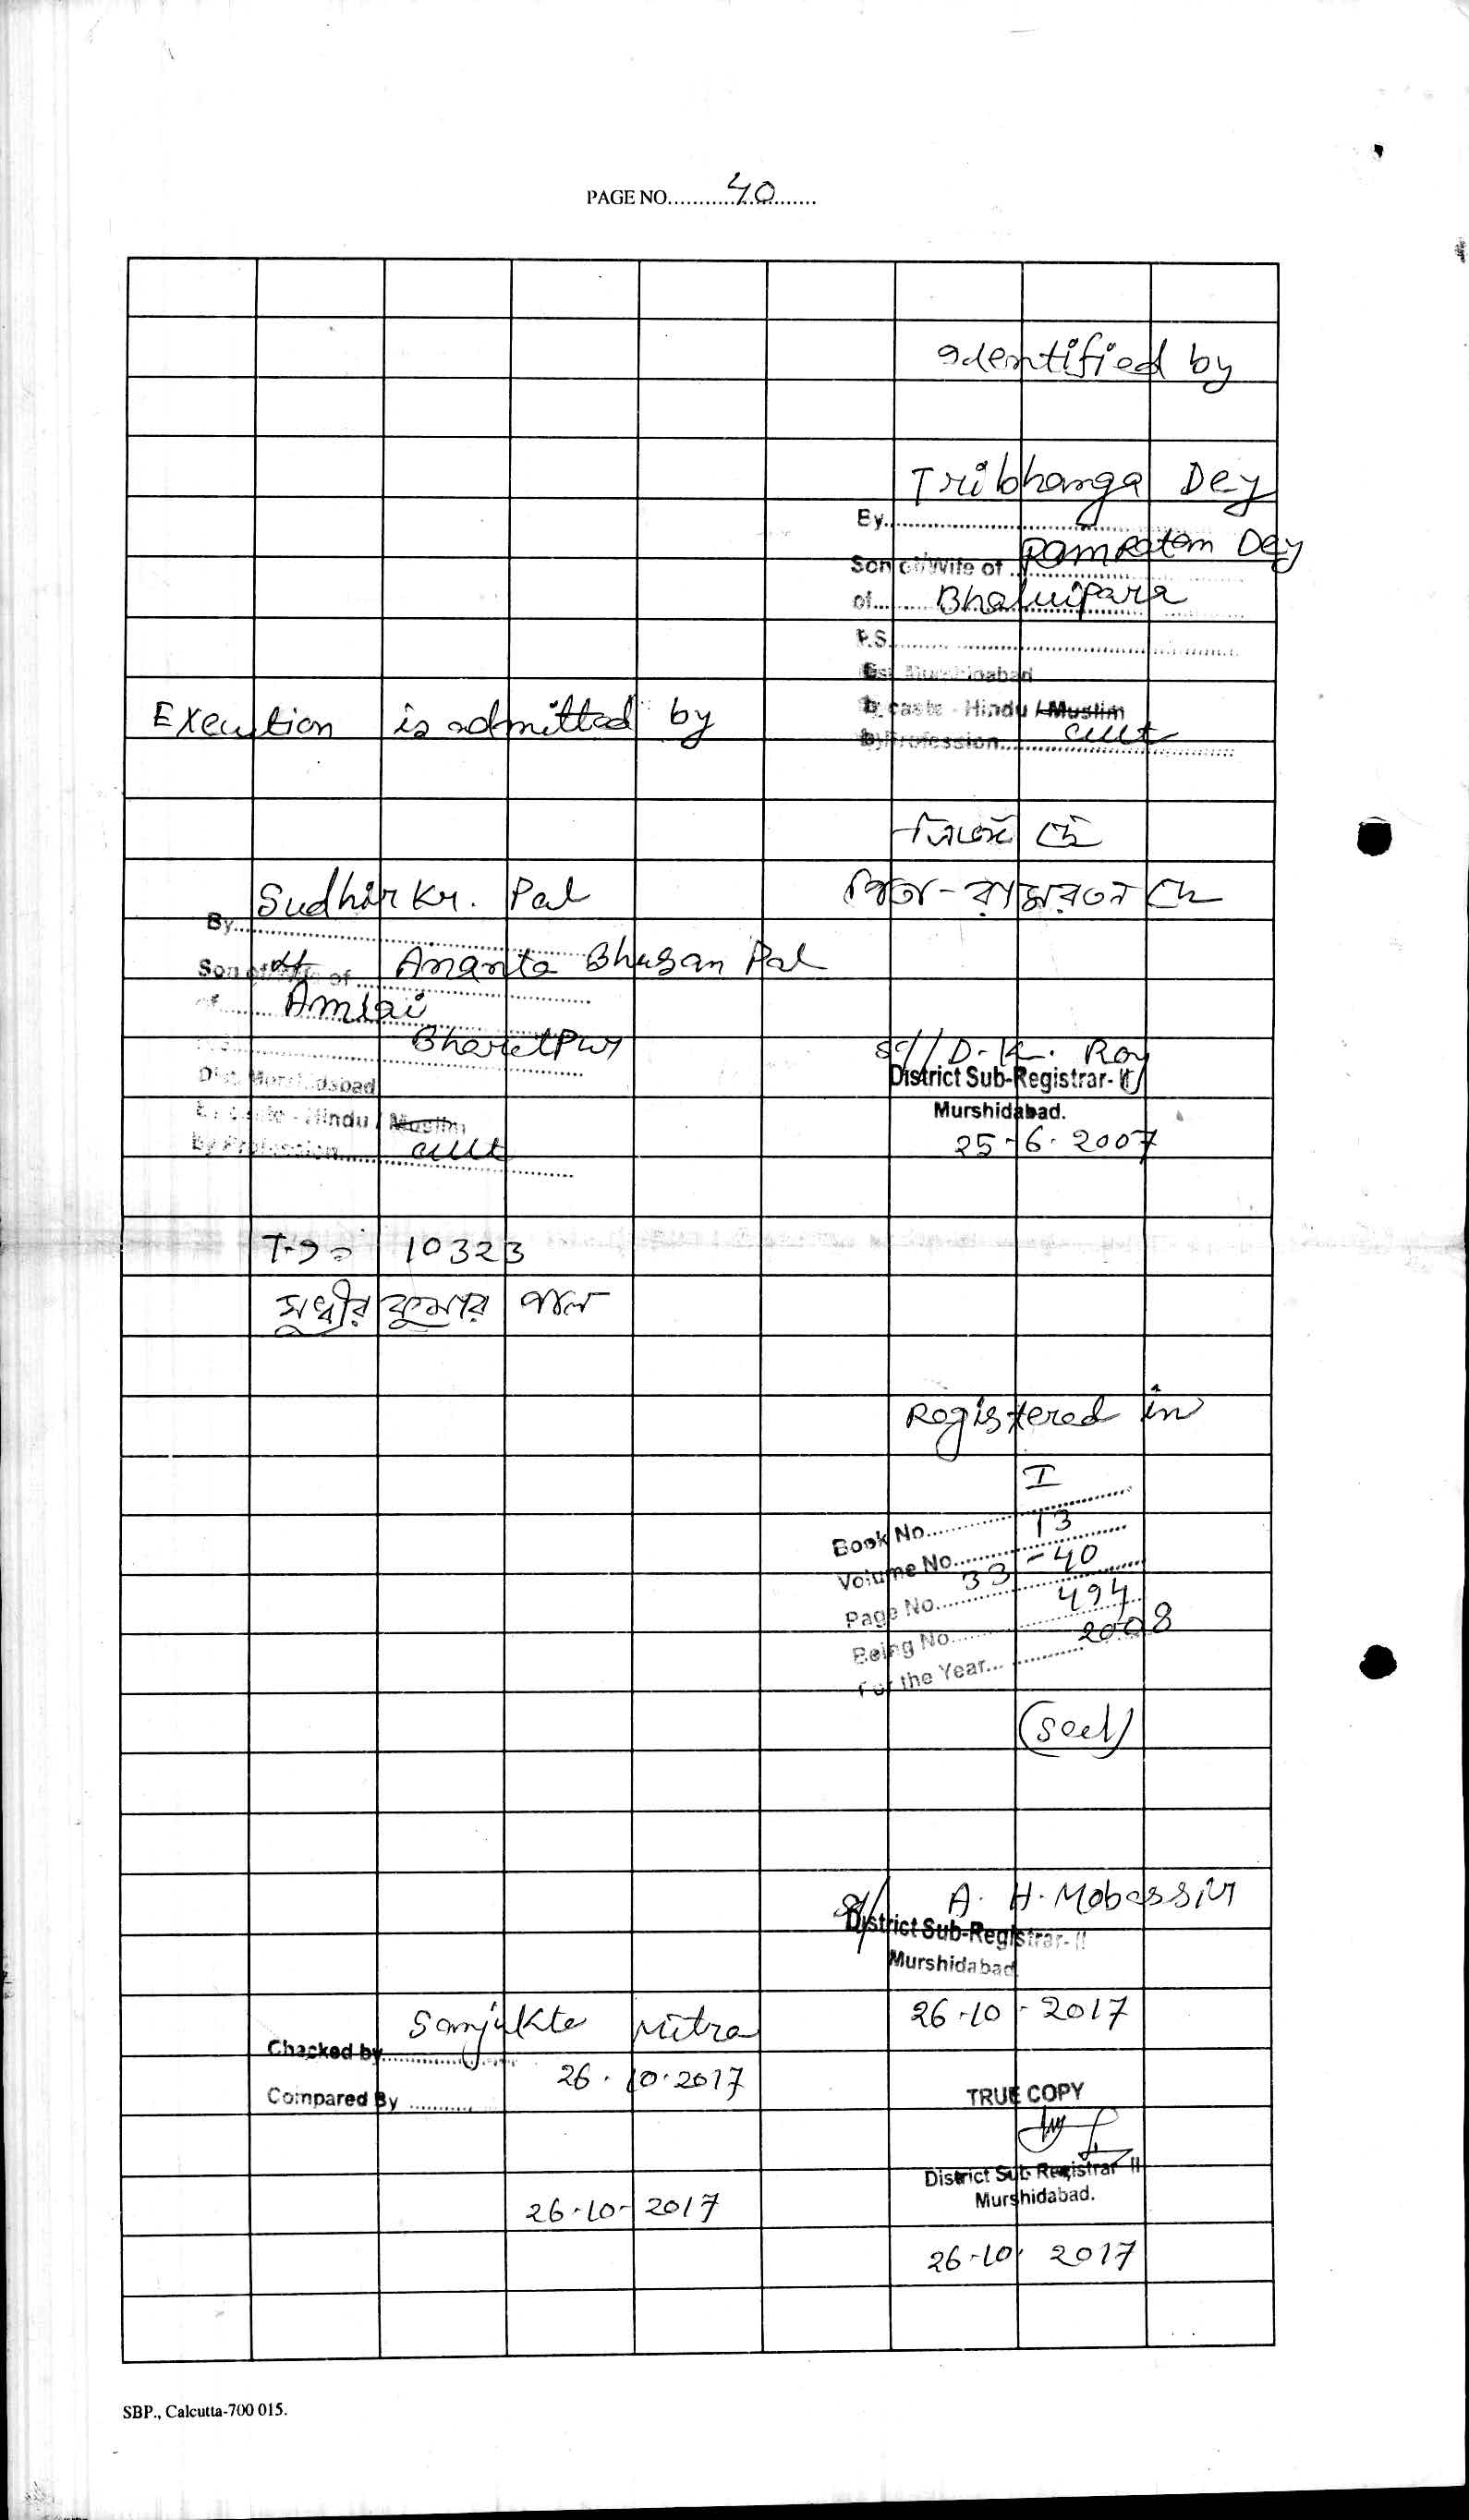 PAGE NO. 40
Identified by
Tribhanga Dey
By
Son of/Wife of Ramratan Dey
of Bhaluipara
P.S.
Dist Murshidabad
by caste - Hindu / Muslim
by Profession cult
Execution is admitted by
দে
পিতা - রামরতন দে
Sudhir Kr. Pal
By
Son of/Wife of Ananta Bhusan Pal
of Amlai
Bharatpur
Dist. Murshidabad
by caste - Hindu / Muslim
by Profession cult
Sd// D. K. Roy
District Sub-Registrar-II
Murshidabad.
25-6-2007
10323
সুধীর কুমার পাল
Registered in
Book No. I
Volume No. 13
Page No. 33-40
Being No. 494
For the Year 2008
(Seal)
Sd/ A. H. Mobassir
District Sub-Registrar-II
Murshidabad
26-10-2017
Checked by Sanjukta Mitra
26.10.2017
Compared By
26-10-2017
TRUE COPY
District Sub-Registrar II
Murshidabad.
26-10-2017
SBP., Calcutta-700 015.